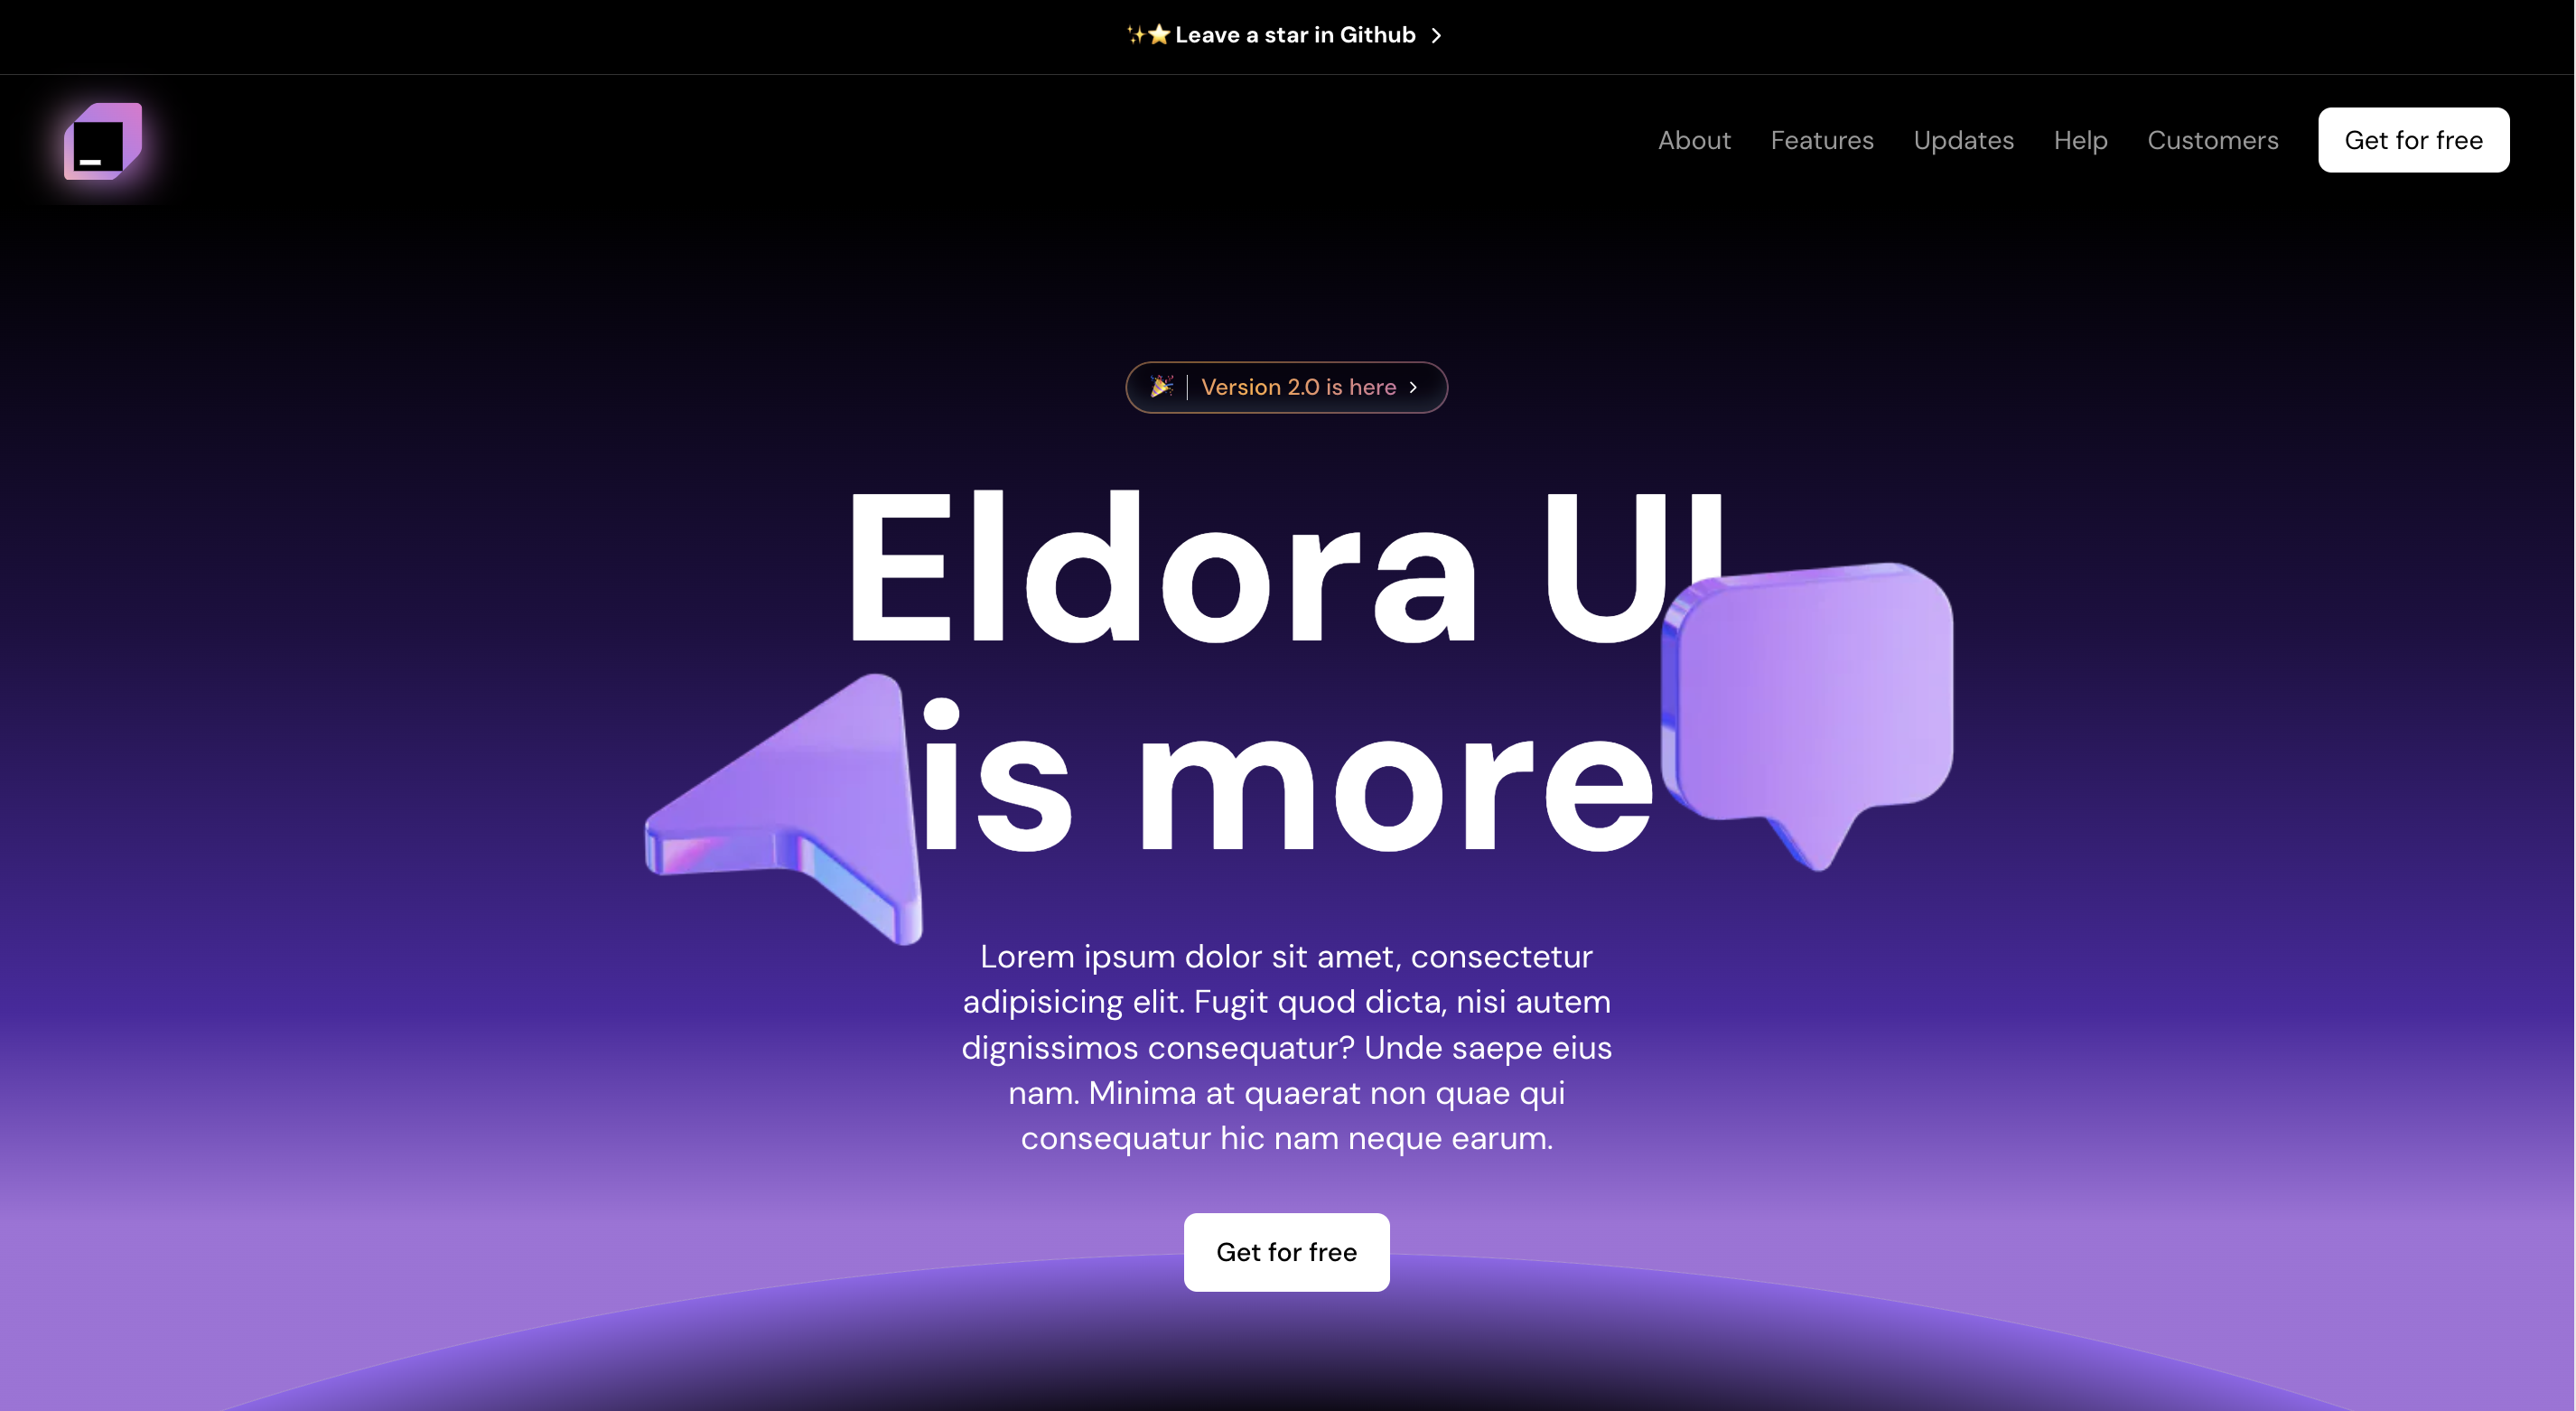 ✨⭐ Leave a star in Github
About Features Updates Help Customers Get for free
🎉 Version 2.0 is here
Eldora UI
is more
Lorem ipsum dolor sit amet, consectetur
adipisicing elit. Fugit quod dicta, nisi autem
dignissimos consequatur? Unde saepe eius
nam. Minima at quaerat non quae qui
consequatur hic nam neque earum.
Get for free